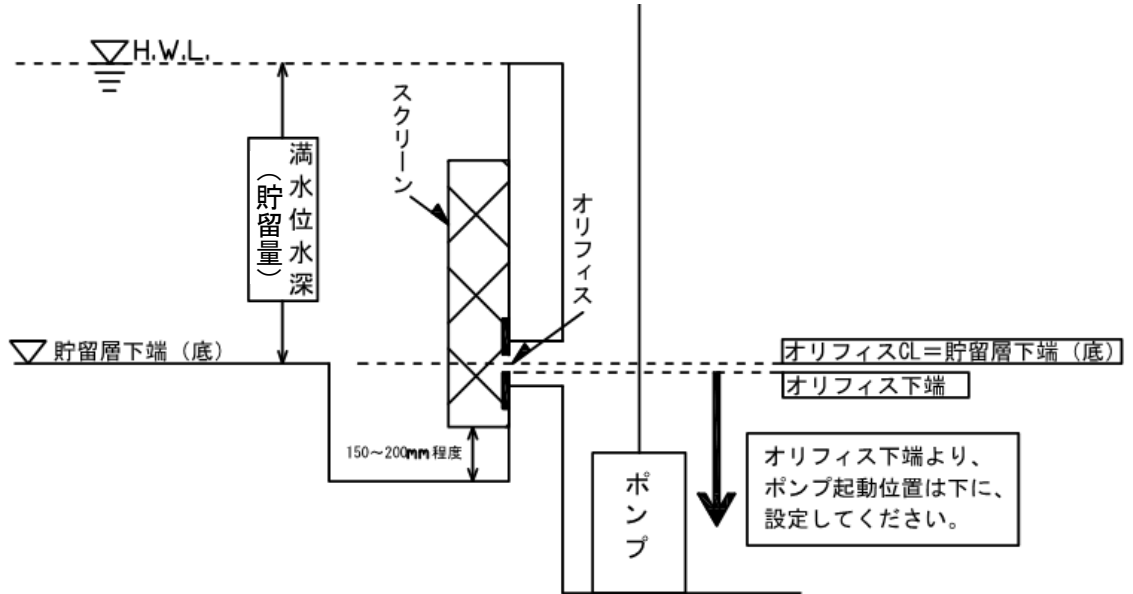 H.W.L.
スクリーン
満水位水深
（貯留量）
オリフィス
貯留層下端（底）
オリフィスCL＝貯留層下端（底）
オリフィス下端
150～200mm程度
ポンプ
オリフィス下端より、
ポンプ起動位置は下に、
設定してください。